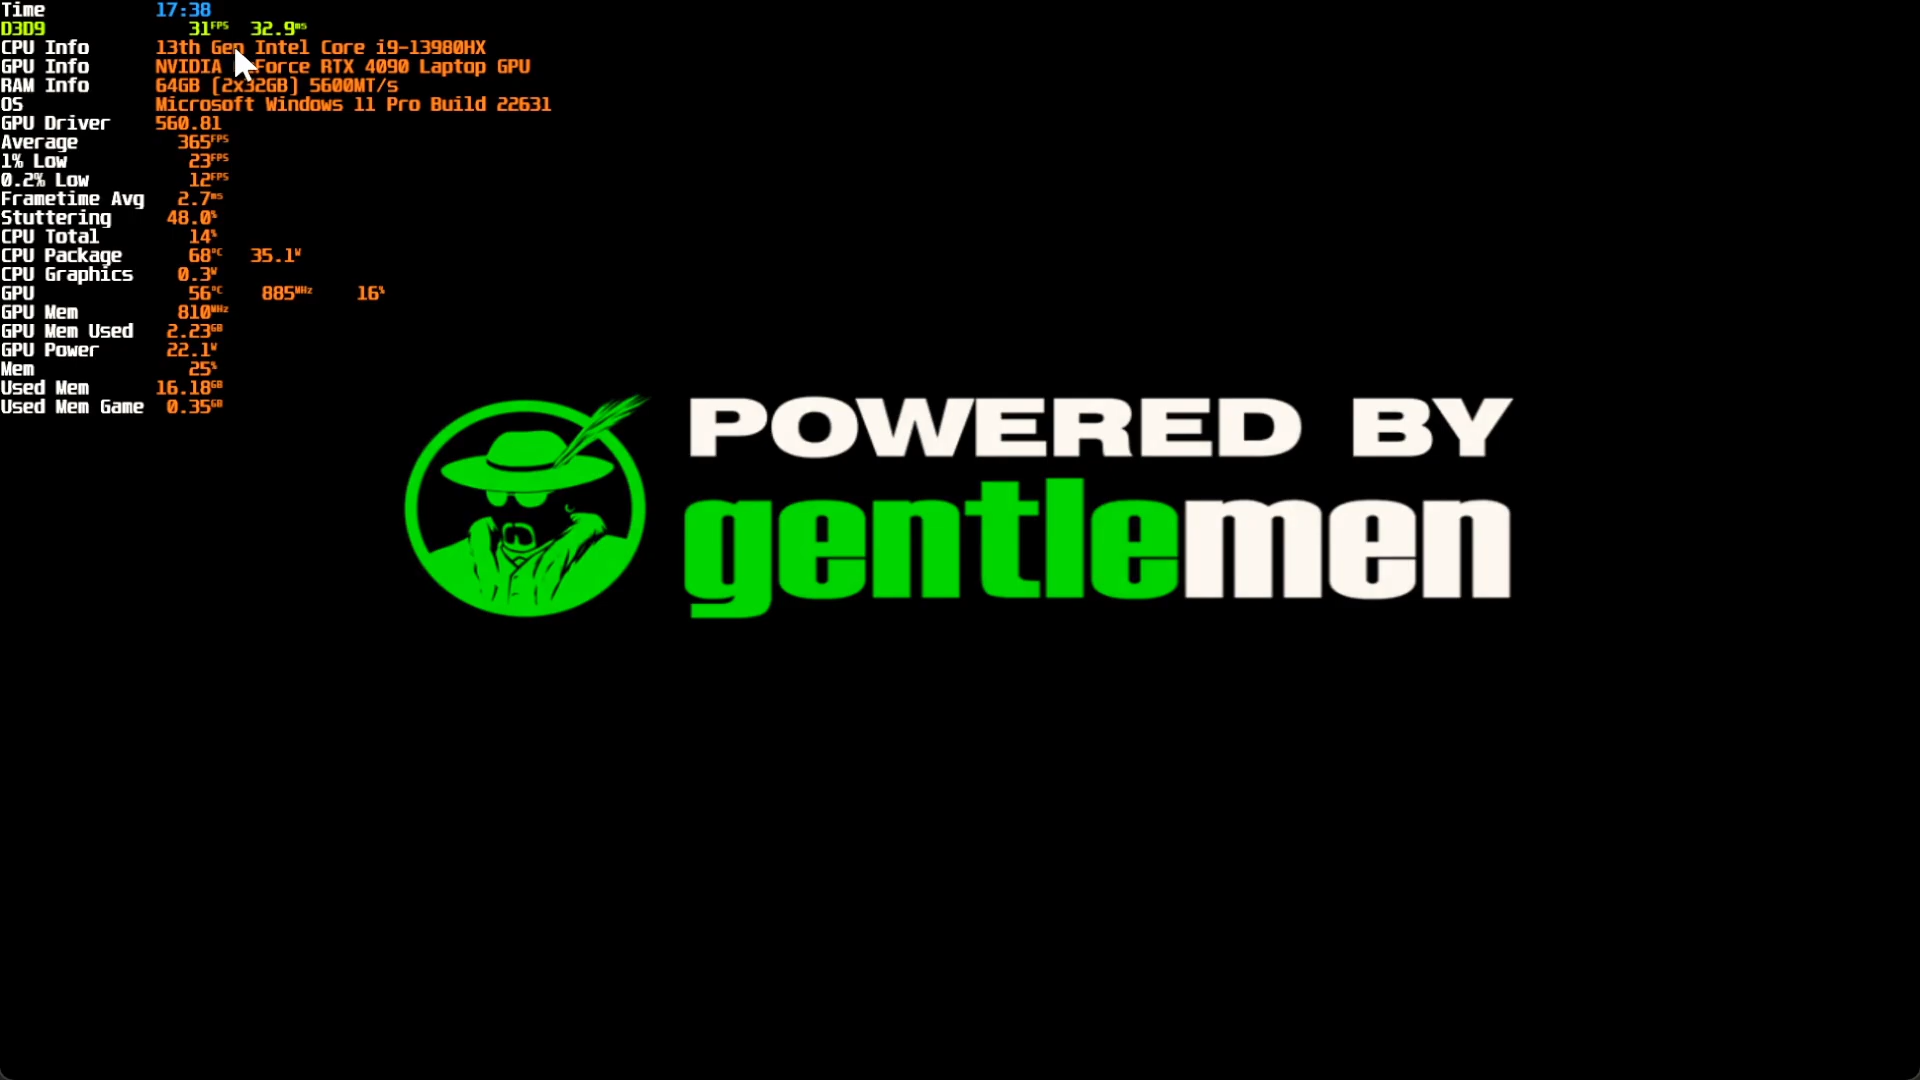 Time 17:38
D3D9 31FPS 32.9ms
CPU Info 13th Gen Intel Core i9-13980HX
GPU Info NVIDIA Force RTX 4090 Laptop GPU
RAM Info 64GB [2x32GB] 5600MT/s
OS Microsoft Windows 11 Pro Build 22631
GPU Driver 560.81
Average 365FPS
1% Low 23FPS
0.2% Low 12FPS
Frametime Avg 2.7ms
Stuttering 48.0%
CPU Total 14%
CPU Package 68°C 35.1W
CPU Graphics 0.3W
GPU 56°C 885MHz 16%
GPU Mem 810MHz
GPU Mem Used 2.23GB
GPU Power 22.1W
Mem 25%
Used Mem 16.18GB
Used Mem Game 0.35GB
POWERED BY
gentlemen